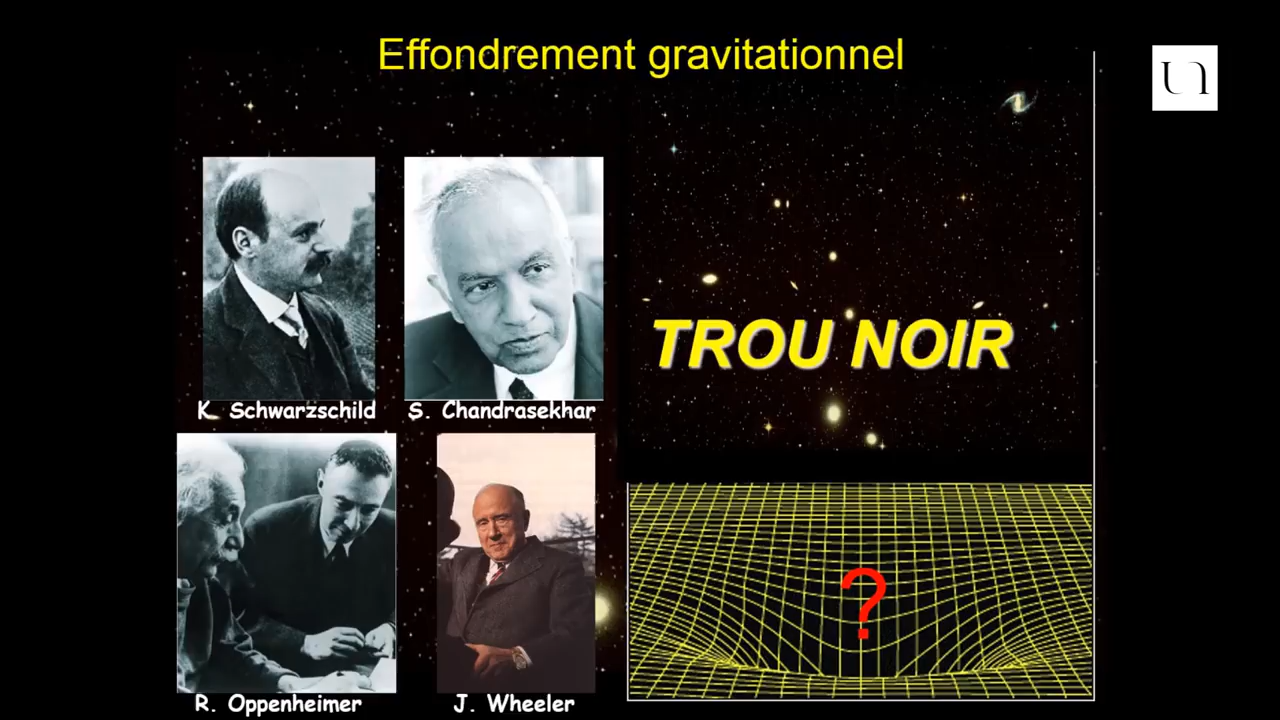 Effondrement gravitationnel
K. Schwarzschild
S. Chandrasekhar
TROU NOIR
?
R. Oppenheimer
J. Wheeler